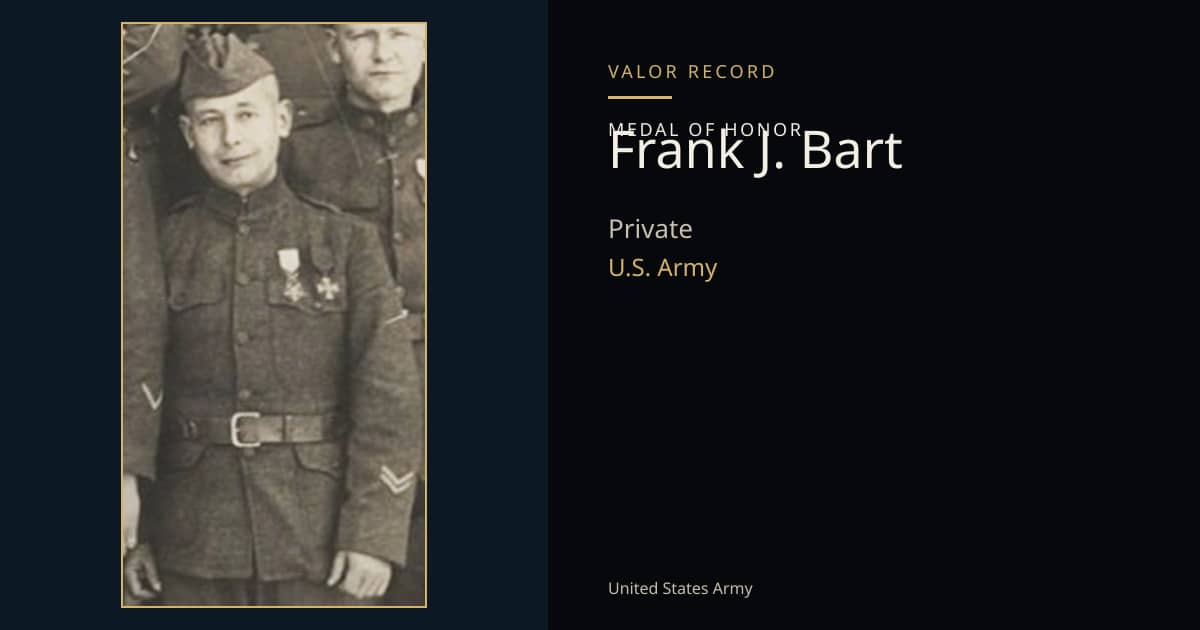 VALOR RECORD
MEDAL OF HONOR
Frank J. Bart
Private
U.S. Army
United States Army